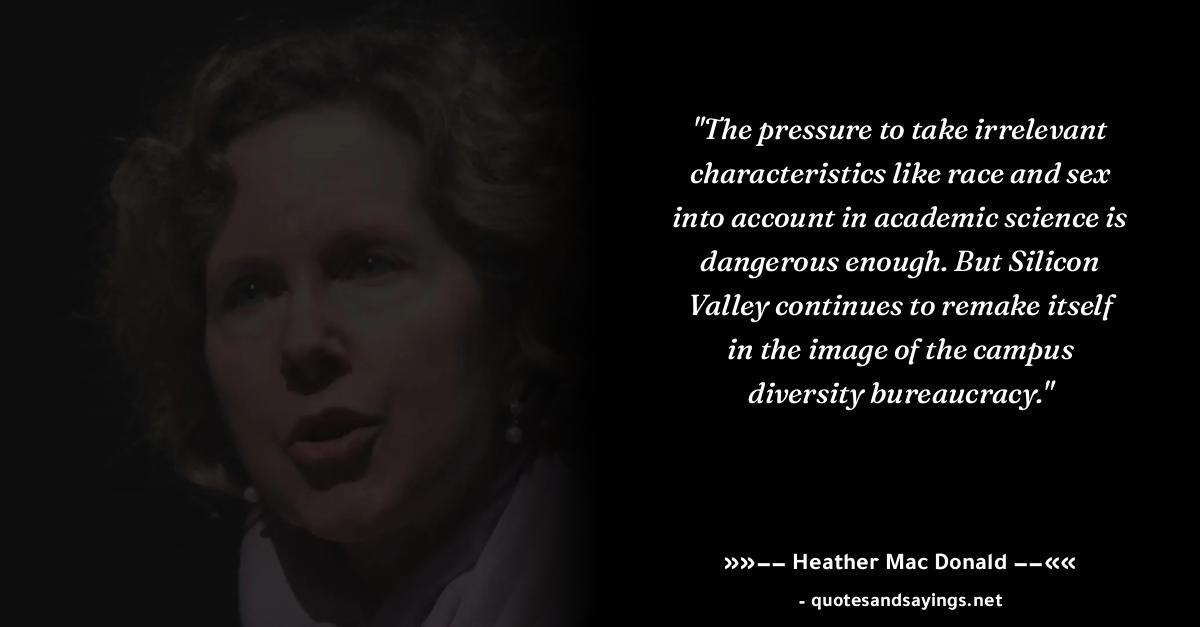 "The pressure to take irrelevant
characteristics like race and sex
into account in academic science is
dangerous enough. But Silicon
Valley continues to remake itself
in the image of the campus
diversity bureaucracy."
»»–– Heather Mac Donald ––««
- quotesandsayings.net